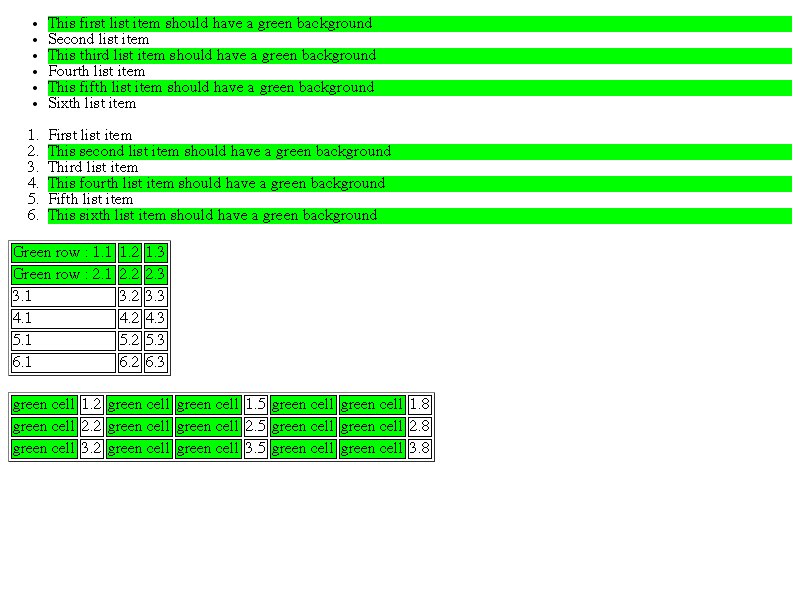 • This first list item should have a green background
• Second list item
• This third list item should have a green background
• Fourth list item
• This fifth list item should have a green background
• Sixth list item
1. First list item
2. This second list item should have a green background
3. Third list item
4. This fourth list item should have a green background
5. Fifth list item
6. This sixth list item should have a green background
Green row : 1.1 1.2 1.3
Green row : 2.1 2.2 2.3
3.1 3.2 3.3
4.1 4.2 4.3
5.1 5.2 5.3
6.1 6.2 6.3
green cell 1.2 green cell green cell 1.5 green cell green cell 1.8
green cell 2.2 green cell green cell 2.5 green cell green cell 2.8
green cell 3.2 green cell green cell 3.5 green cell green cell 3.8